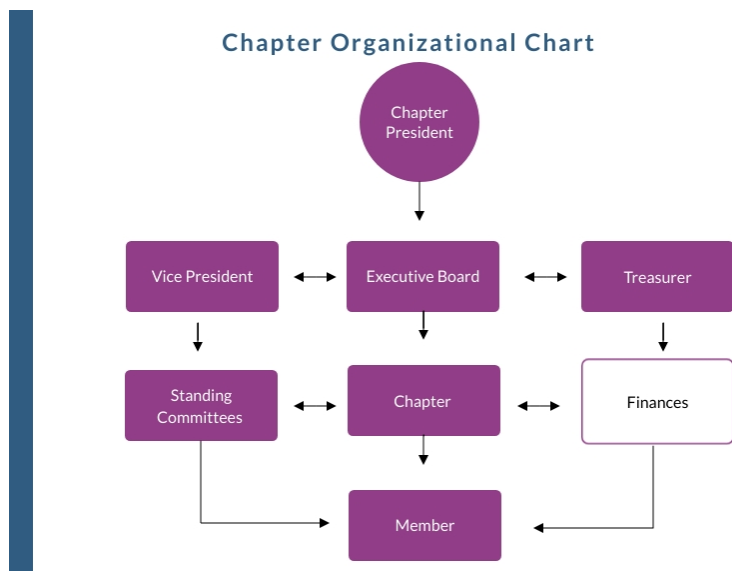 Chapter Organizational Chart
Chapter
President
Vice President
Executive Board
Treasurer
Standing
Committees
Chapter
Finances
Member